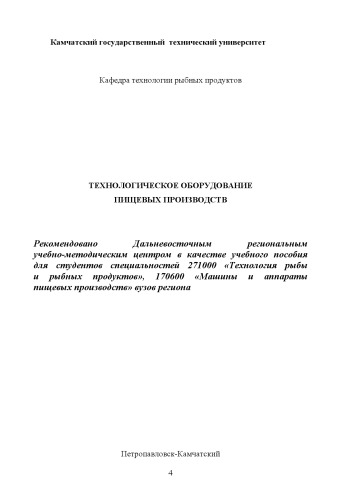 Камчатский государственный технический университет
Кафедра технологии рыбных продуктов
ТЕХНОЛОГИЧЕСКОЕ ОБОРУДОВАНИЕ
ПИЩЕВЫХ ПРОИЗВОДСТВ
Рекомендовано Дальневосточным региональным
учебно-методическим центром в качестве учебного пособия
для студентов специальностей 271000 «Технология рыбы
и рыбных продуктов», 170600 «Машины и аппараты
пищевых производств» вузов региона
Петропавловск-Камчатский
4